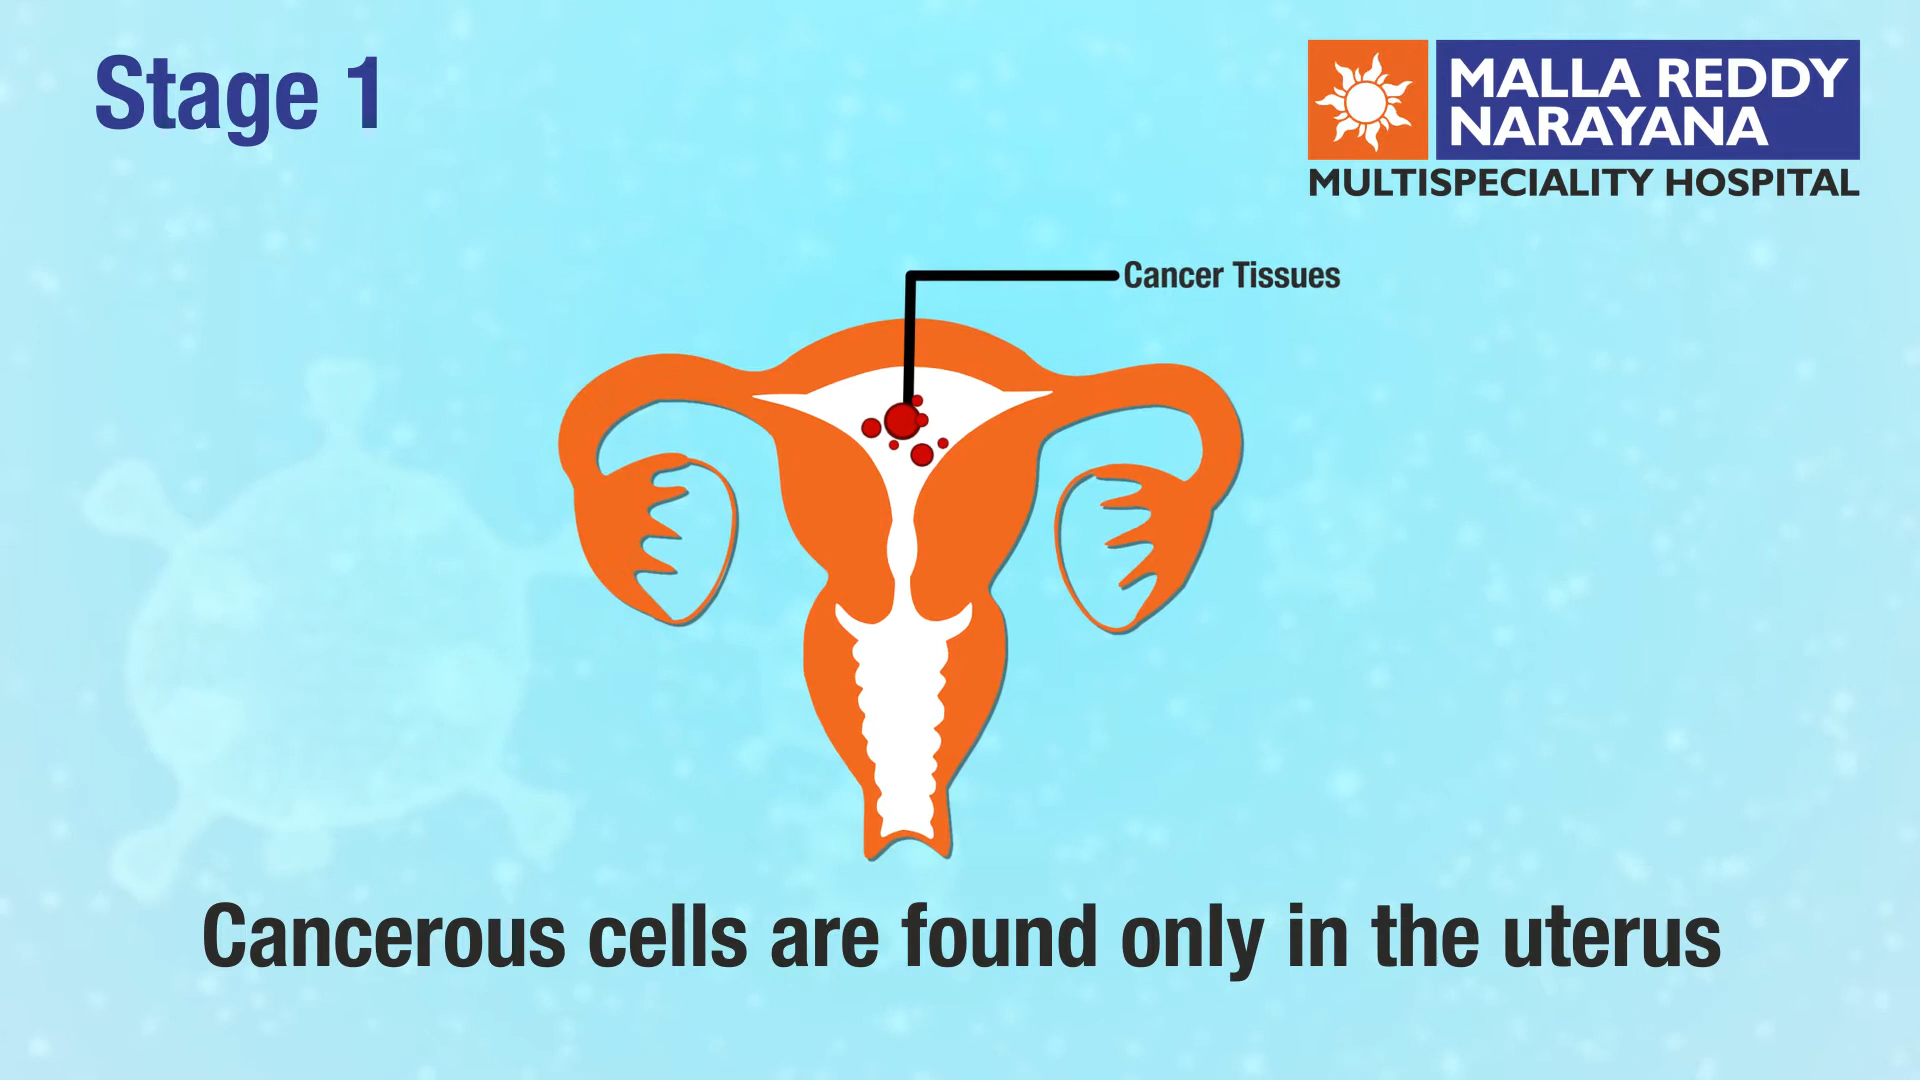 Stage 1
MALLA REDDY
NARAYANA
MULTISPECIALITY HOSPITAL
Cancer Tissues
Cancerous cells are found only in the uterus